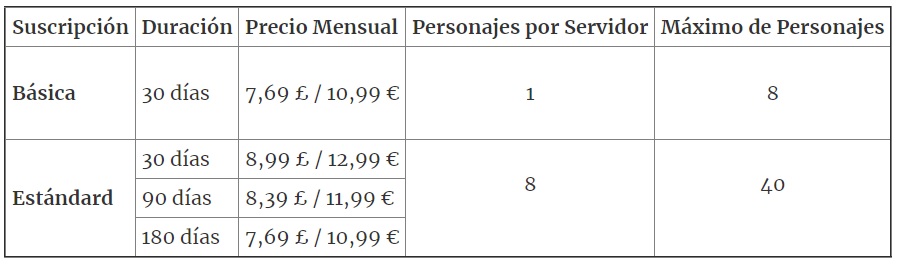 Suscripción Duración Precio Mensual Personajes por Servidor Máximo de Personajes
Básica 30 días 7,69 £ / 10,99 € 1 8
Estándard 30 días 8,99 £ / 12,99 € 8 40
90 días 8,39 £ / 11,99 €
180 días 7,69 £ / 10,99 €